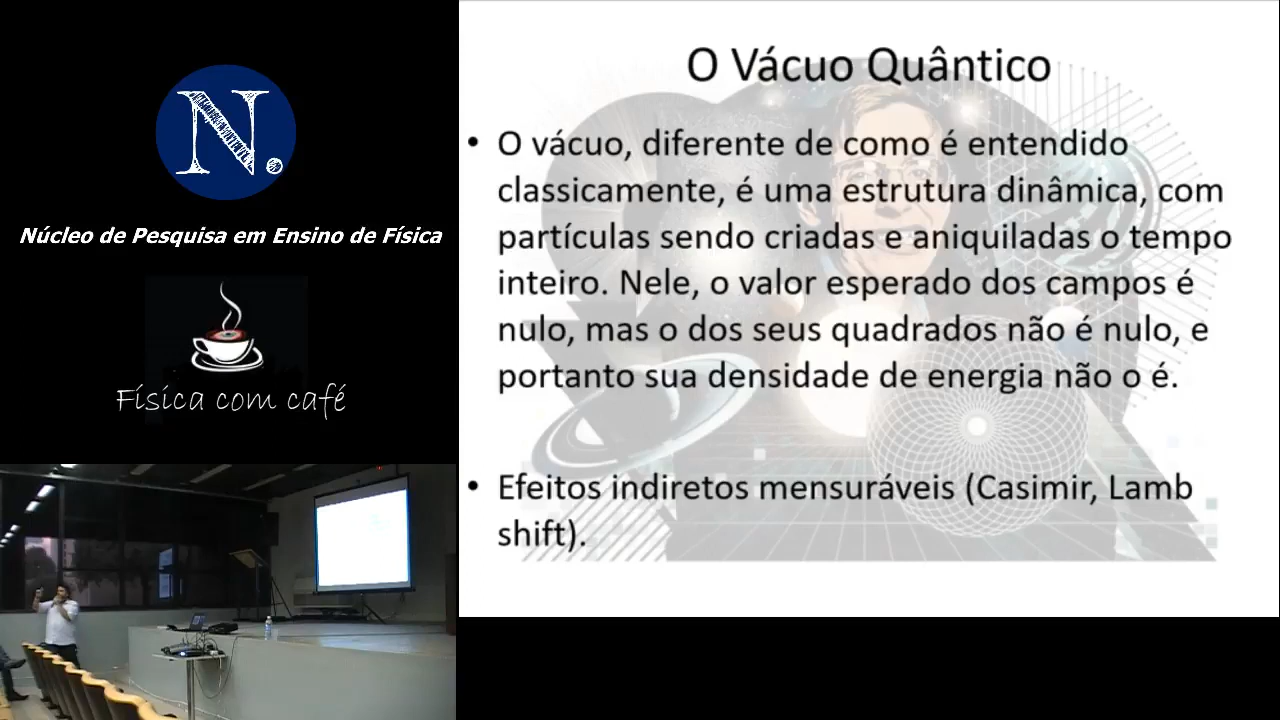 N.
Núcleo de Pesquisa em Ensino de Física
Física com café
O Vácuo Quântico
• O vácuo, diferente de como é entendido
classicamente, é uma estrutura dinâmica, com
partículas sendo criadas e aniquiladas o tempo
inteiro. Nele, o valor esperado dos campos é
nulo, mas o dos seus quadrados não é nulo, e
portanto sua densidade de energia não o é.
• Efeitos indiretos mensuráveis (Casimir, Lamb
shift).